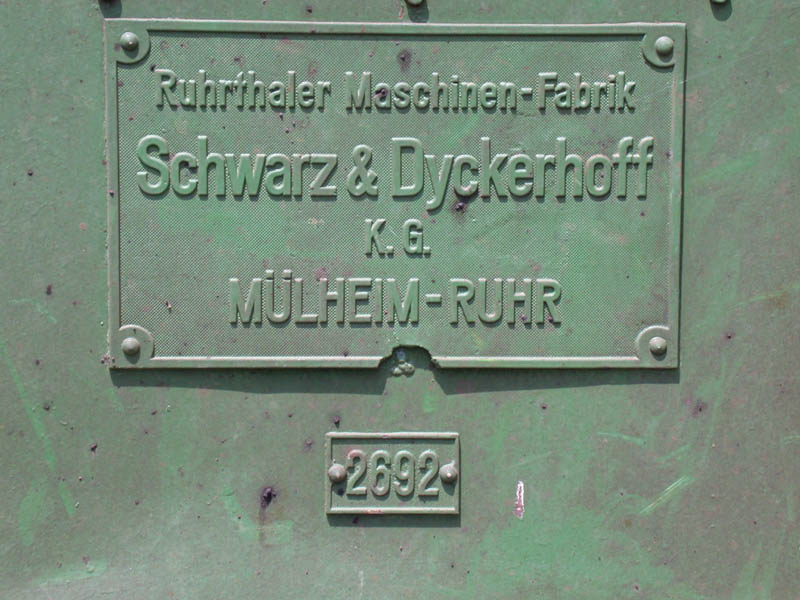 Ruhrthaler Maschinen-Fabrik
Schwarz & Dyckerhoff
K.G.
MÜLHEIM-RUHR
2692